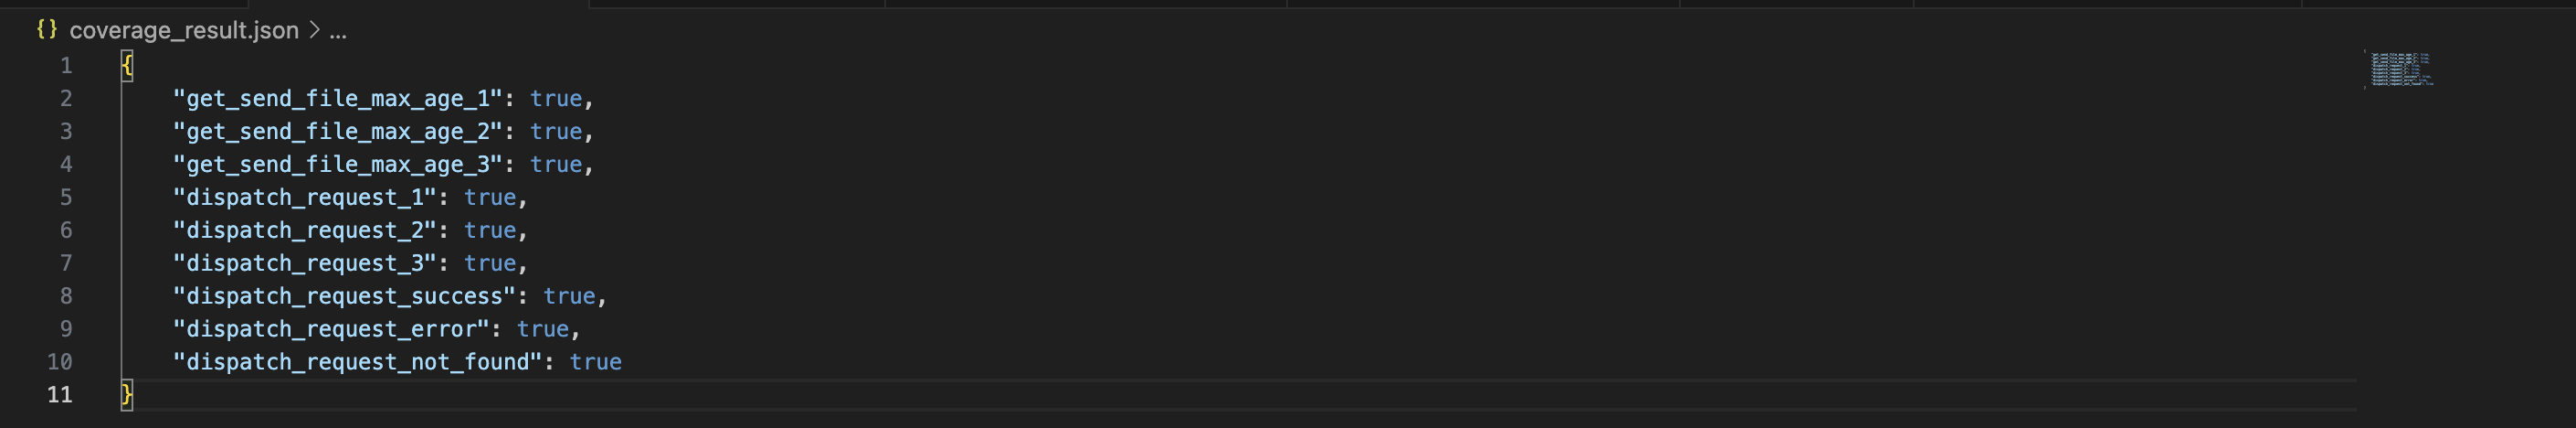 {} coverage_result.json > ...
1 {
2 "get_send_file_max_age_1": true,
3 "get_send_file_max_age_2": true,
4 "get_send_file_max_age_3": true,
5 "dispatch_request_1": true,
6 "dispatch_request_2": true,
7 "dispatch_request_3": true,
8 "dispatch_request_success": true,
9 "dispatch_request_error": true,
10 "dispatch_request_not_found": true
11 }